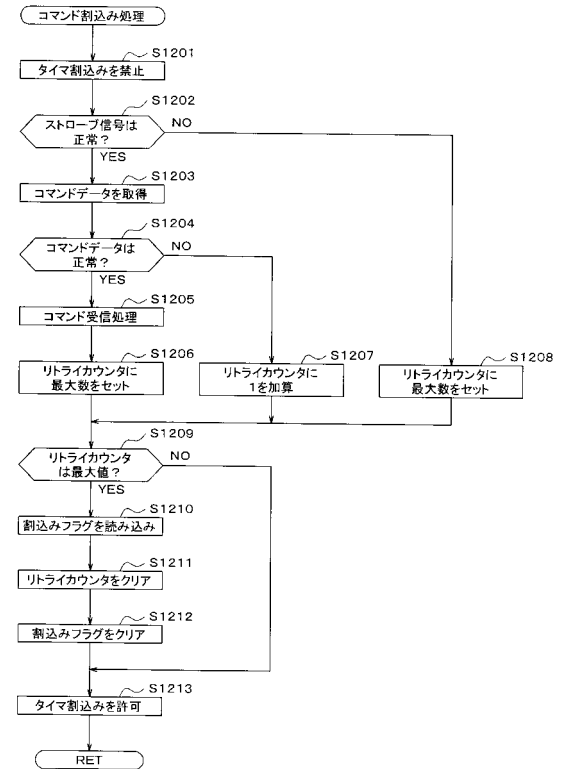 コマンド割込み処理
S1201
タイマ割込みを禁止
S1202
ストローブ信号は
正常？
NO
YES
S1203
コマンドデータを取得
S1204
コマンドデータは
正常？
NO
YES
S1205
コマンド受信処理
S1206
リトライカウンタに
最大数をセット
S1207
リトライカウンタに
1を加算
S1208
リトライカウンタに
最大数をセット
S1209
リトライカウンタ
は最大値？
NO
YES
S1210
割込みフラグを読み込み
S1211
リトライカウンタをクリア
S1212
割込みフラグをクリア
S1213
タイマ割込みを許可
RET